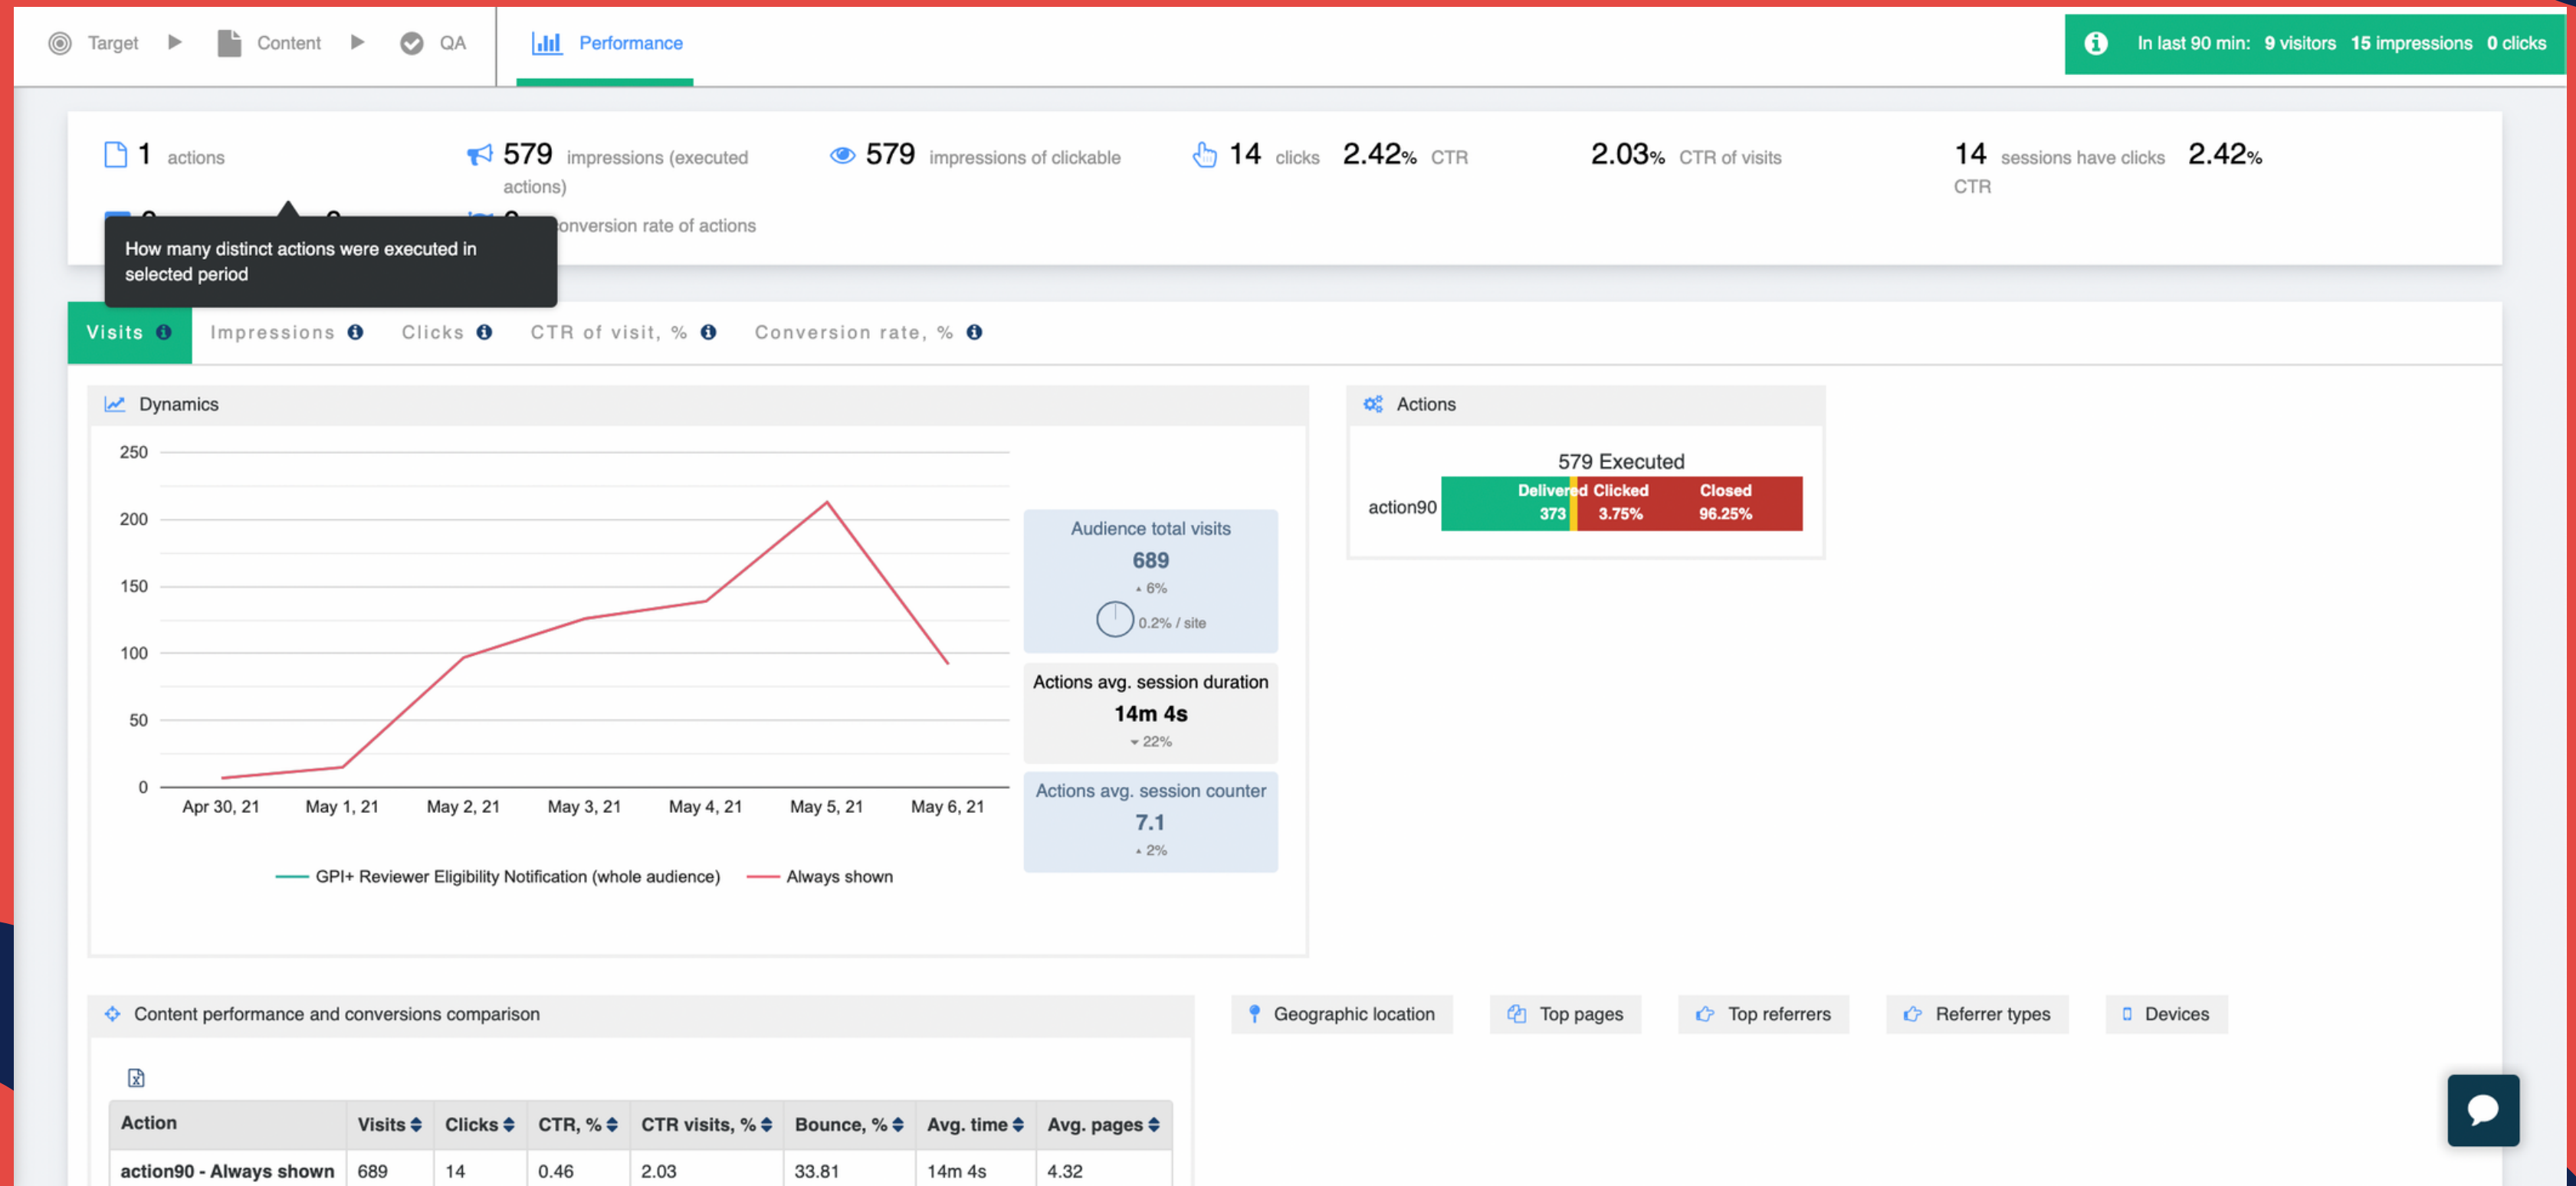 Target Content QA Performance
In last 90 min: 9 visitors 15 impressions 0 clicks
1 actions
579 impressions (executed
actions)
579 impressions of clickable
14 clicks 2.42% CTR
2.03% CTR of visits
14 sessions have clicks 2.42%
CTR
onversion rate of actions
How many distinct actions were executed in
selected period
Visits Impressions Clicks CTR of visit, % Conversion rate, %
Dynamics
250
200
150
100
50
0
Apr 30, 21 May 1, 21 May 2, 21 May 3, 21 May 4, 21 May 5, 21 May 6, 21
GPI+ Reviewer Eligibility Notification (whole audience) Always shown
Audience total visits
689
6%
0.2% / site
Actions avg. session duration
14m 4s
22%
Actions avg. session counter
7.1
2%
Actions
579 Executed
action90
Delivered Clicked Closed
373 3.75% 96.25%
Content performance and conversions comparison
Geographic location Top pages Top referrers Referrer types Devices
Action Visits Clicks CTR, % CTR visits, % Bounce, % Avg. time Avg. pages
action90 - Always shown 689 14 0.46 2.03 33.81 14m 4s 4.32